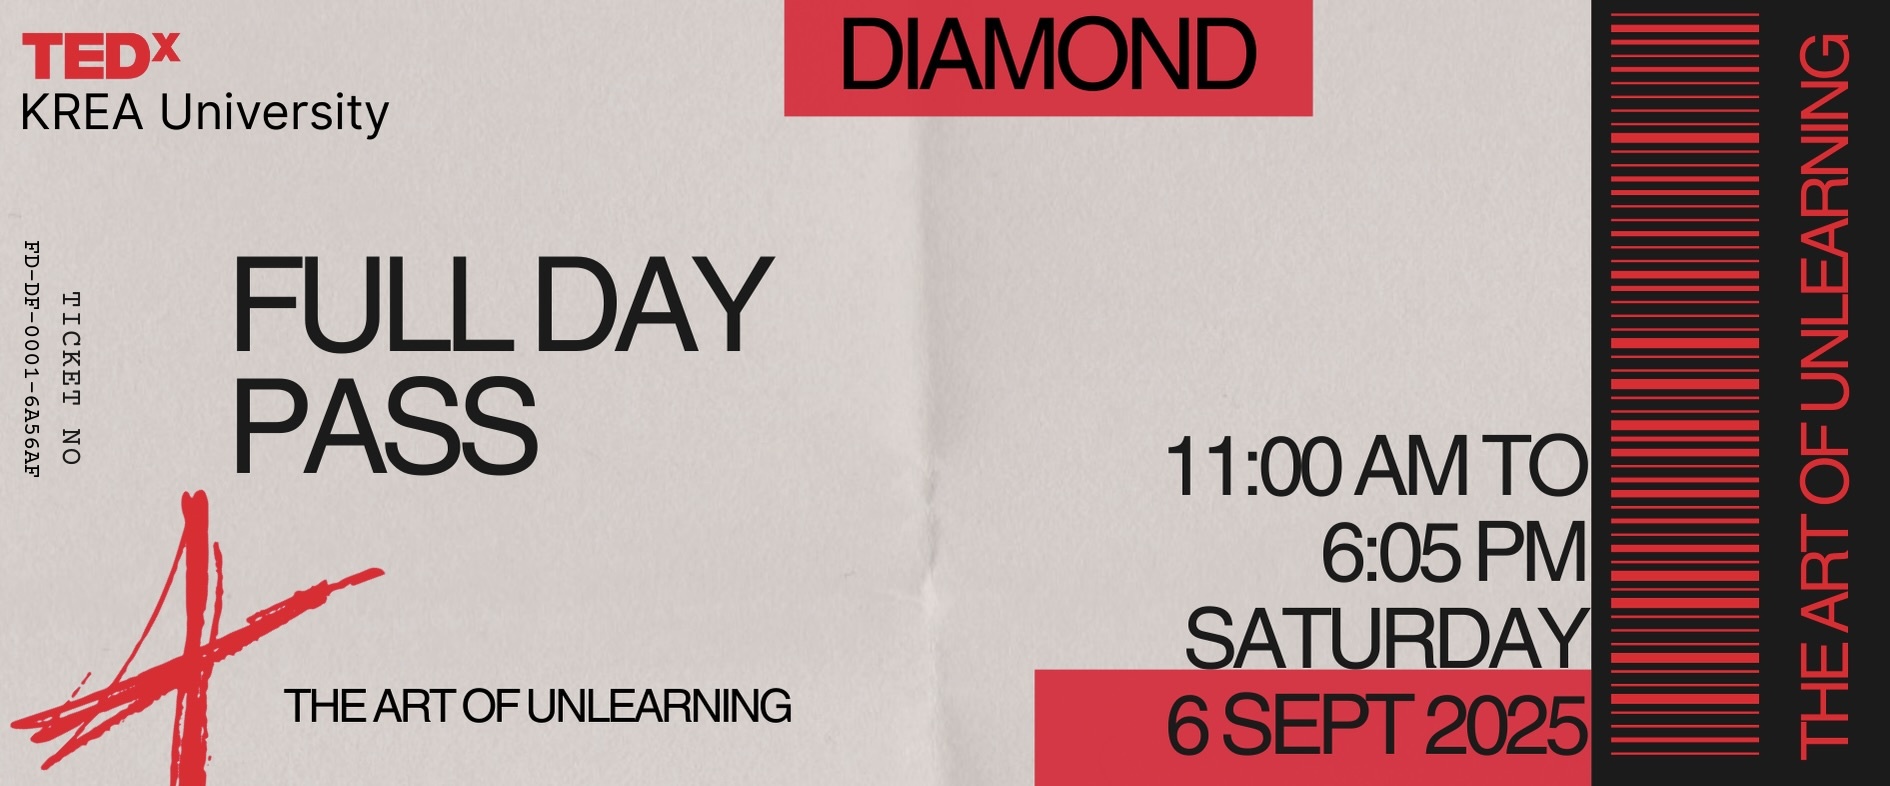 TEDx
KREA University
DIAMOND
TICKET NO
FD-DF-0001-6A56AF
FULL DAY
PASS
THE ART OF UNLEARNING
11:00 AM TO
6:05 PM
SATURDAY
6 SEPT 2025
THE ART OF UNLEARNING